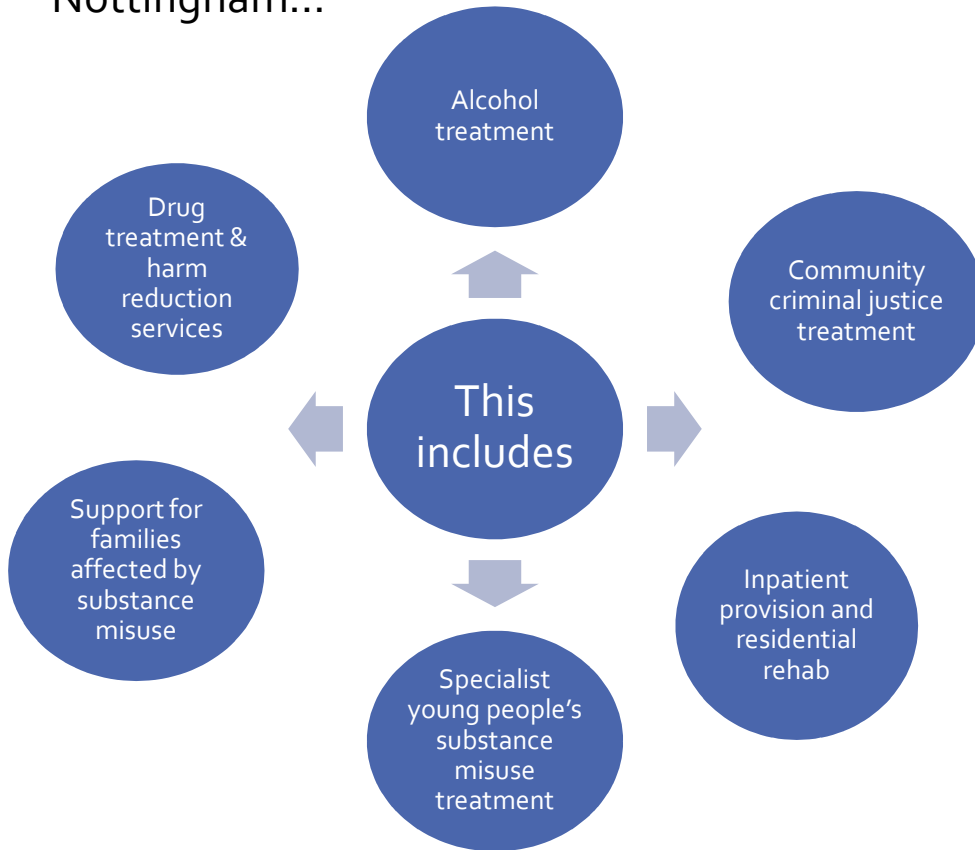 Nottingham...
Alcohol
treatment
Drug
treatment &
harm
reduction
services
Community
criminal justice
treatment
This
includes
Support for
families
affected by
substance
misuse
Inpatient
provision and
residential
rehab
Specialist
young people’s
substance
misuse
treatment